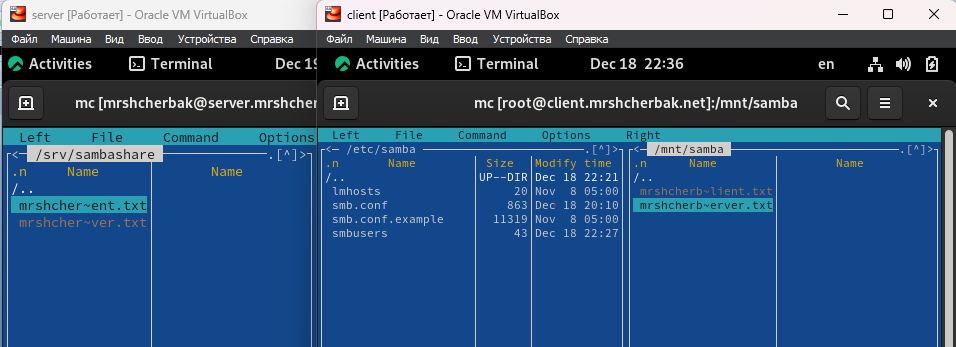 server [Работает] - Oracle VM VirtualBox
Файл Машина Вид Ввод Устройства Справка
Activities Terminal Dec 19
mc [mrshcherbak@server.mrshcher
Left File Command Options
<— /srv/sambashare .[^]>
.n Name Name
/..
mrshcher~ent.txt
mrshcher~ver.txt
client [Работает] - Oracle VM VirtualBox
Файл Машина Вид Ввод Устройства Справка
Activities Terminal Dec 18 22:36 en
mc [root@client.mrshcherbak.net]:/mnt/samba
Left File Command Options Right
<— /etc/samba .[^]>
.n Name Size Modify time
/.. UP--DIR Dec 18 22:21
lmhosts 20 Nov 8 05:00
smb.conf 863 Dec 18 20:10
smb.conf.example 11319 Nov 8 05:00
smbusers 43 Dec 18 22:27
<— /mnt/samba .[^]>
.n Name Name
/..
mrshcherb~lient.txt
mrshcherb~erver.txt